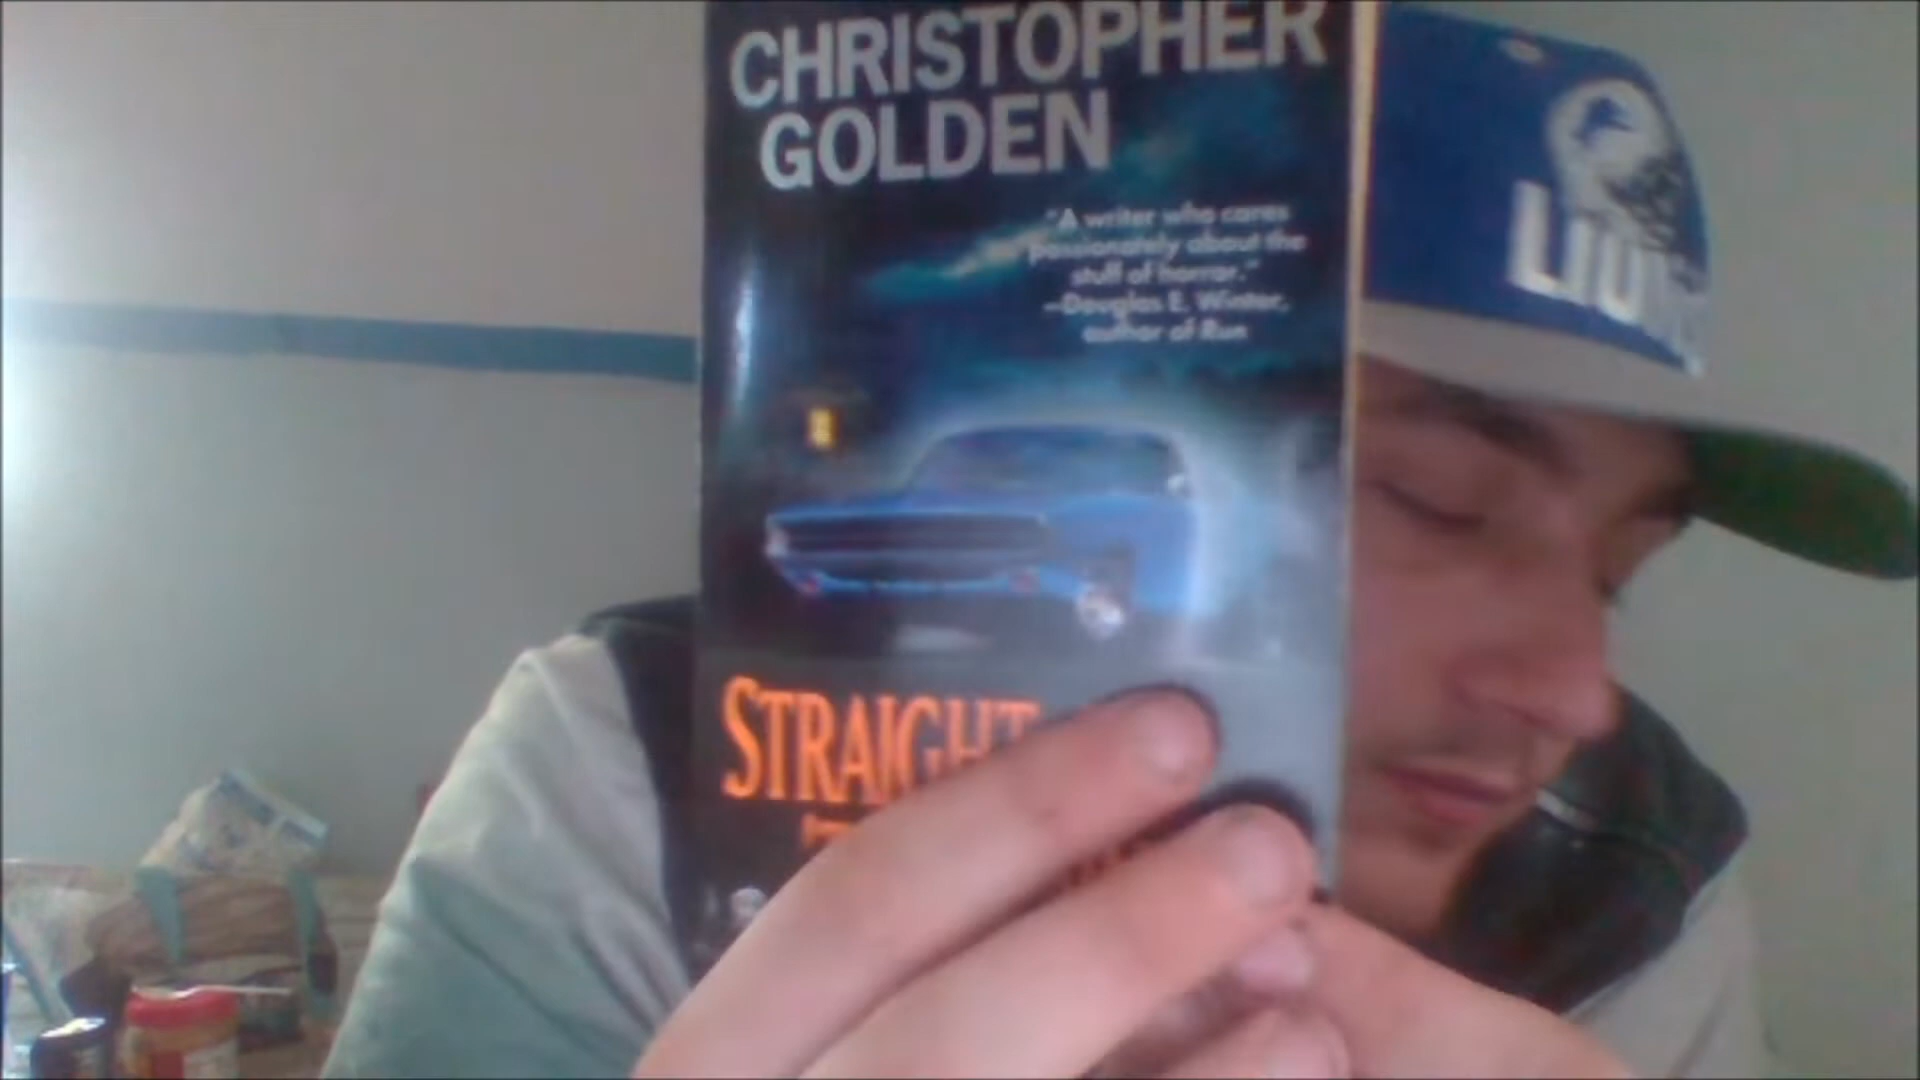 CHRISTOPHER
GOLDEN
"A writer who cares
passionately about the
stuff of horror."
—Douglas E. Winter,
author of Run
STRAIGHT